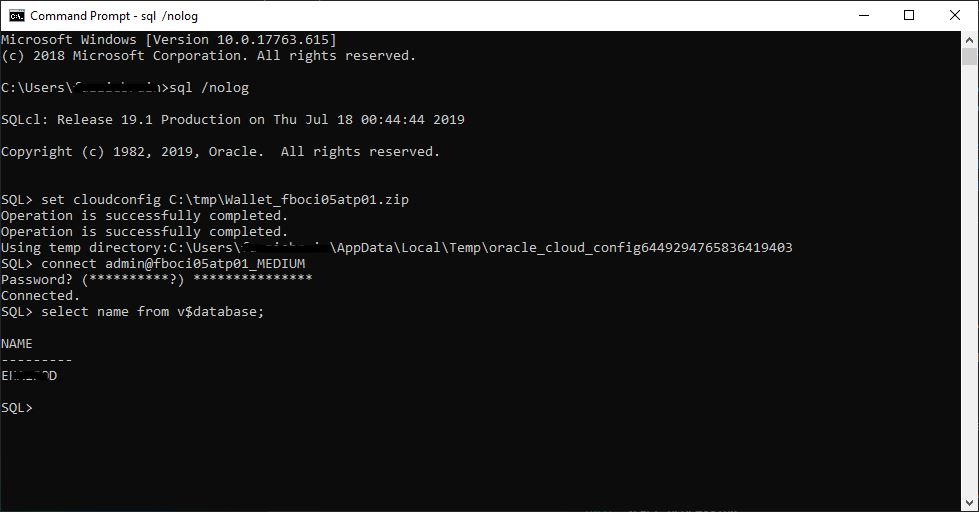 Command Prompt - sql /nolog
Microsoft Windows [Version 10.0.17763.615]
(c) 2018 Microsoft Corporation. All rights reserved.
C:\Users\ >sql /nolog
SQLcl: Release 19.1 Production on Thu Jul 18 00:44:44 2019
Copyright (c) 1982, 2019, Oracle.  All rights reserved.
SQL> set cloudconfig C:\tmp\Wallet_fboci05atp01.zip
Operation is successfully completed.
Operation is successfully completed.
Using temp directory:C:\Users\ \AppData\Local\Temp\oracle_cloud_config6449294765836419403
SQL> connect admin@fboci05atp01_MEDIUM
Password? (**********?) ***************
Connected.
SQL> select name from v$database;
NAME
---------
SQL>